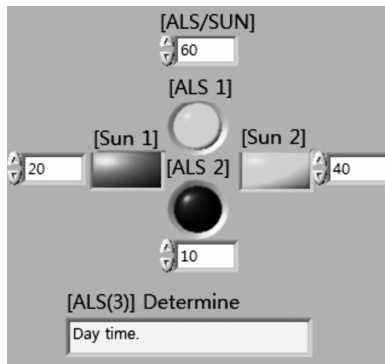 [ALS/SUN]
60
[ALS 1]
[Sun 1]
[Sun 2]
20
[ALS 2]
40
10
[ALS(3)] Determine
Day time.